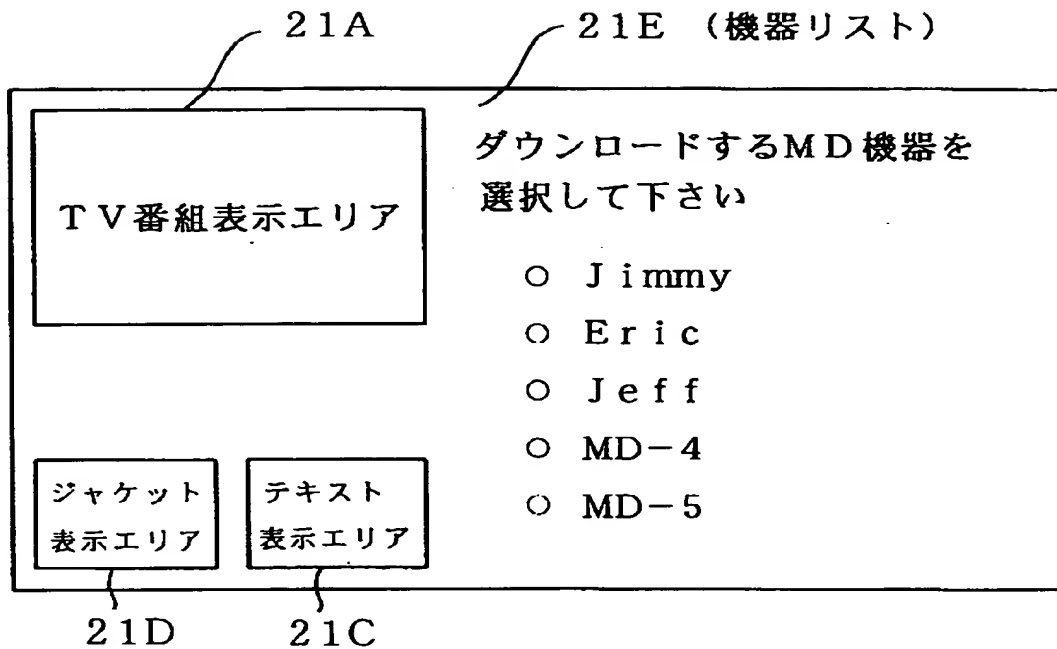 21A
21E （機器リスト）
TV番組表示エリア
ダウンロードするMD機器を
選択して下さい
○ Jimmy
○ Eric
○ Jeff
○ MD－4
○ MD－5
ジャケット
表示エリア
テキスト
表示エリア
21D
21C